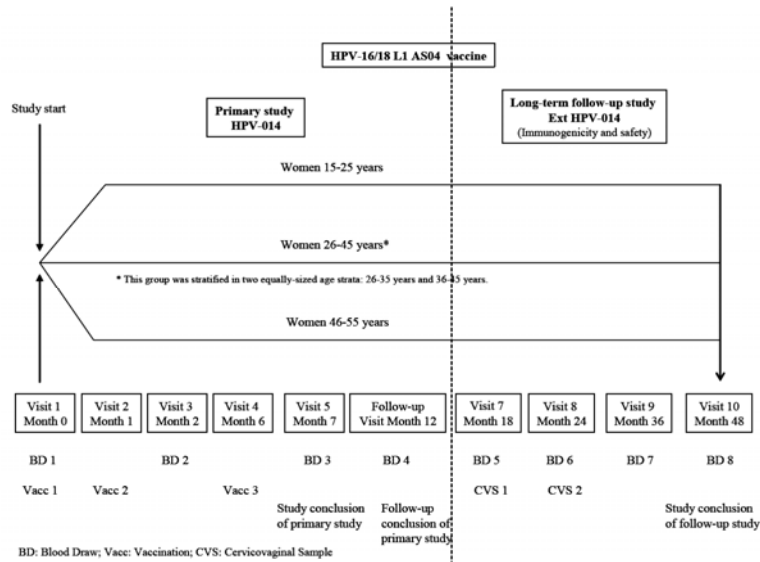 HPV-16/18 L1 AS04 vaccine
Study start
Primary study
HPV-014
Long-term follow-up study
Ext HPV-014
(Immunogenicity and safety)
Women 15-25 years
Women 26-45 years*
* This group was stratified in two equally-sized age strata: 26-35 years and 36-45 years.
Women 46-55 years
Visit 1
Month 0
Visit 2
Month 1
Visit 3
Month 2
Visit 4
Month 6
Visit 5
Month 7
Follow-up
Visit Month 12
Visit 7
Month 18
Visit 8
Month 24
Visit 9
Month 36
Visit 10
Month 48
BD 1
BD 2
BD 3
BD 4
BD 5
BD 6
BD 7
BD 8
Vacc 1
Vacc 2
Vacc 3
CVS 1
CVS 2
Study conclusion
of primary study
Follow-up
conclusion of
primary study
Study conclusion
of follow-up study
BD: Blood Draw; Vacc: Vaccination; CVS: Cervicovaginal Sample